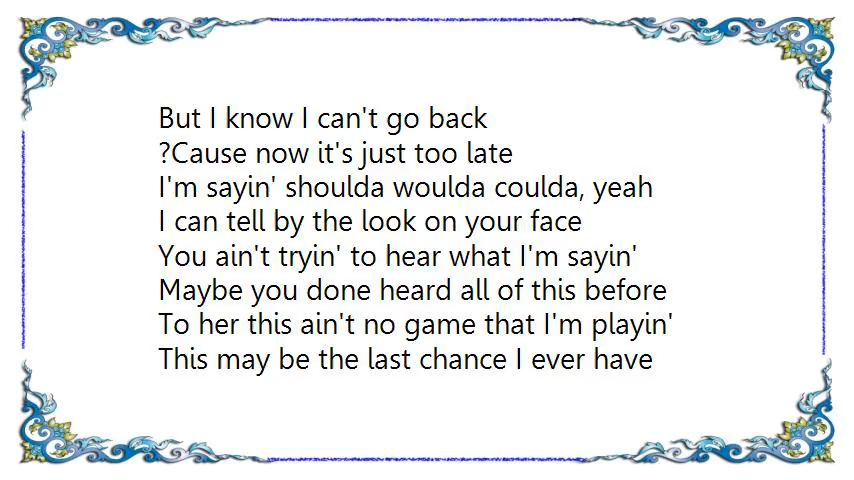 But I know I can't go back
?Cause now it's just too late
I'm sayin' shoulda woulda coulda, yeah
I can tell by the look on your face
You ain't tryin' to hear what I'm sayin'
Maybe you done heard all of this before
To her this ain't no game that I'm playin'
This may be the last chance I ever have